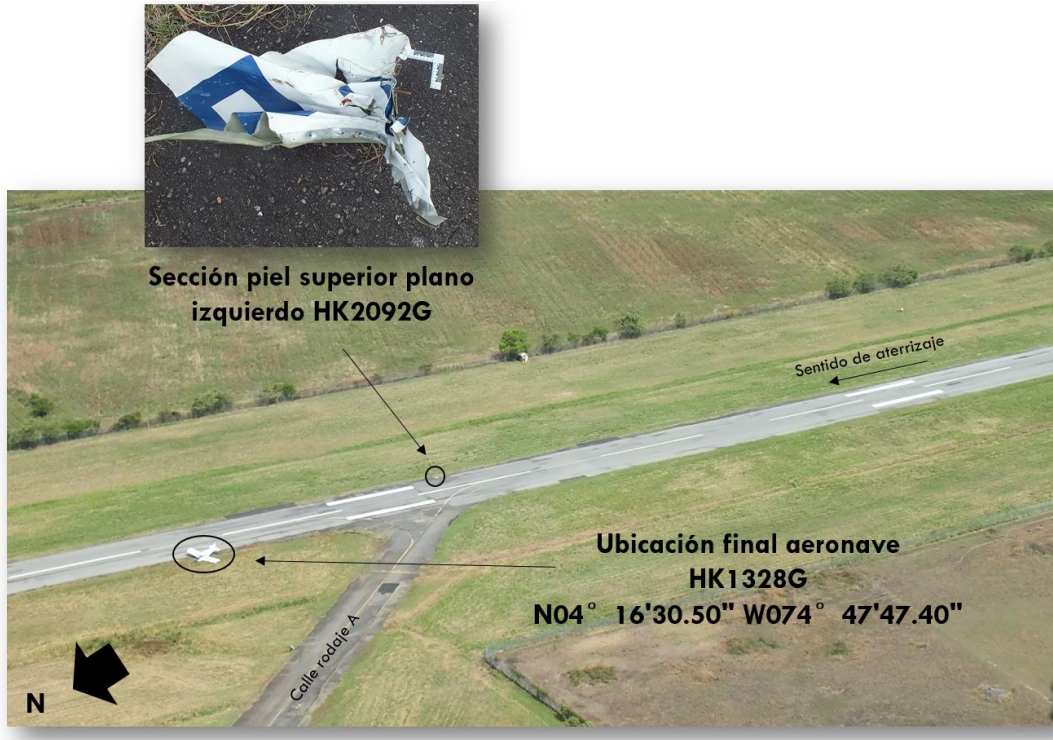 Sección piel superior plano
izquierdo HK2092G
Sentido de aterrizaje
Ubicación final aeronave
HK1328G
N04° 16'30.50" W074° 47'47.40"
Calle rodaje A
N